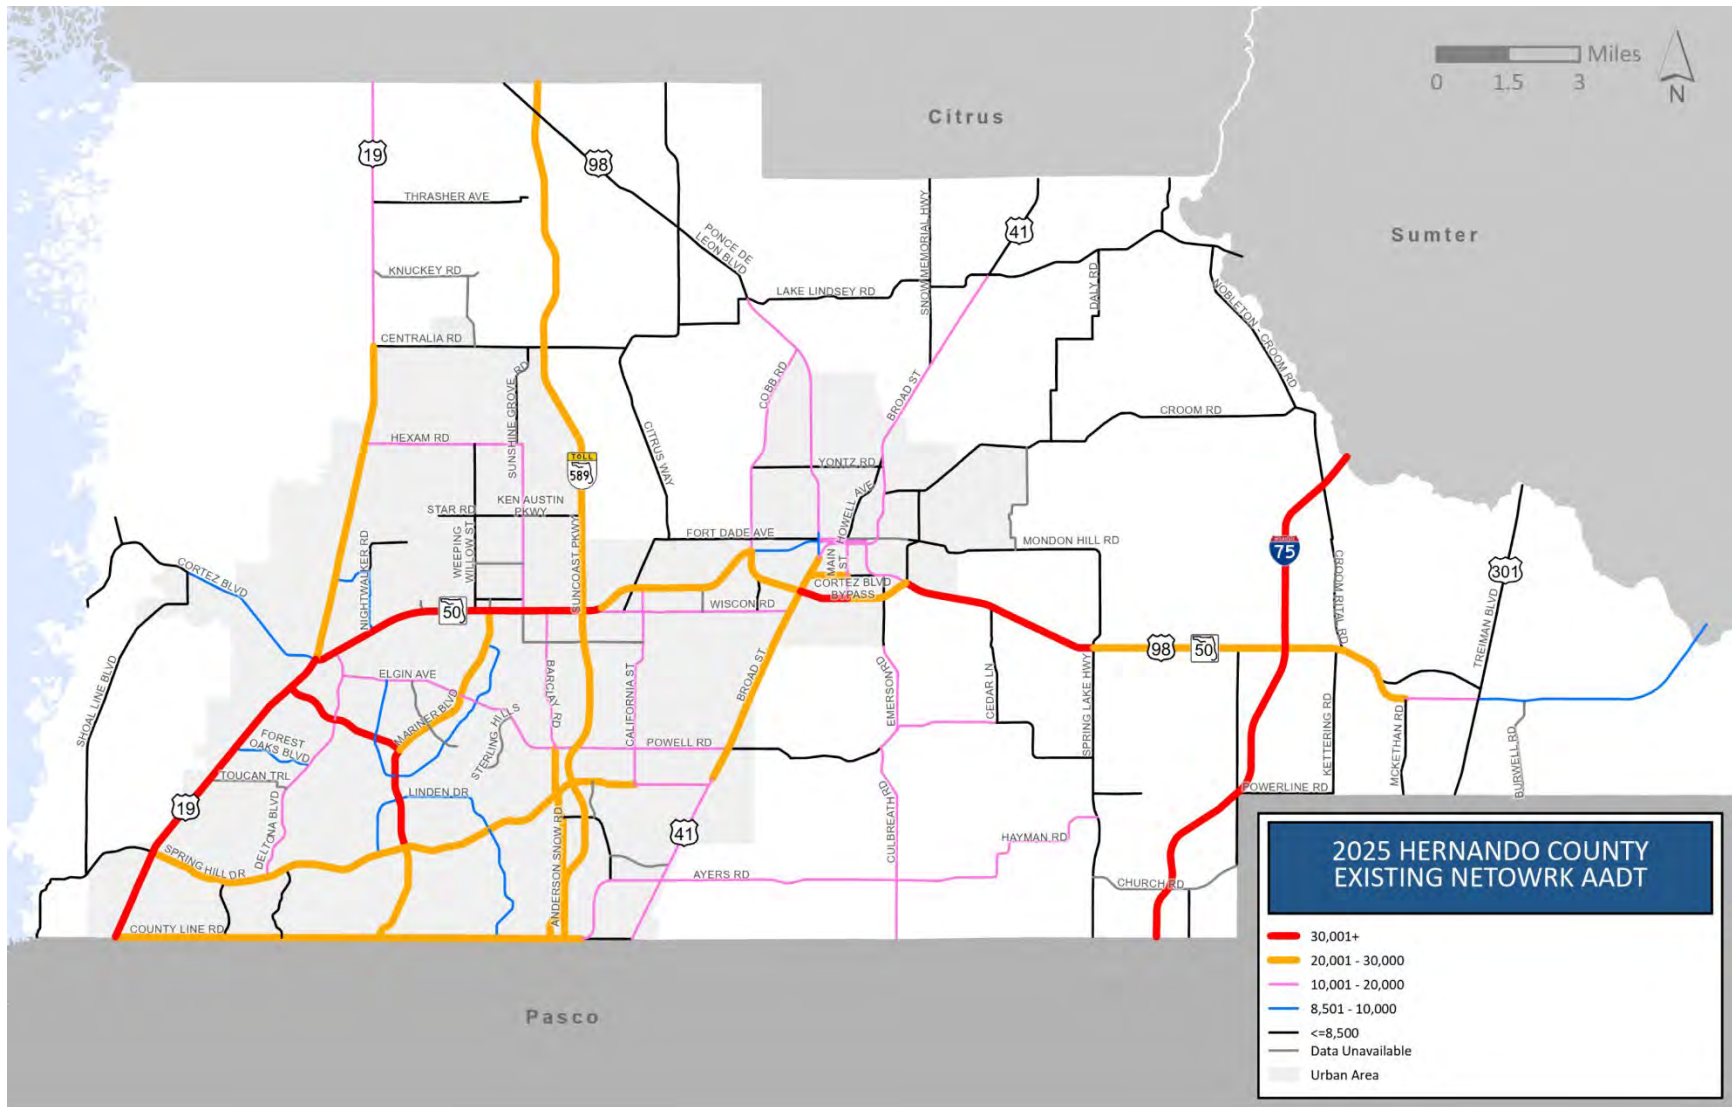 Miles
0 1.5 3
N
Citrus
Sumter
Pasco
19
98
41
THRASHER AVE
PONCE DE
LEON BLVD
SNOW MEMORIAL HWY
KNUCKEY RD
LAKE LINDSEY RD
DALY RD
NOBLETON - CROOM RD
CENTRALIA RD
SUNSHINE GROVE RD
COBB RD
BROAD ST
CROOM RD
HEXAM RD
CITRUS WAY
YONTZ RD
TOLL
589
HOWELL AVE
KEN AUSTIN
PKWY
STAR RD
WEEPING
WILLOW ST
NIGHTWALKER RD
SUNCOAST PKWY
FORT DADE AVE
MAIN
ST
MONDON HILL RD
75
CROOM RITAL RD
301
TREIMAN BLVD
CORTEZ BLVD
CORTEZ BLVD
BYPASS
50
WISCON RD
98
50
SHOAL LINE BLVD
ELGIN AVE
MARINER BLVD
BARCLAY RD
CALIFORNIA ST
BROAD ST
EMERSON RD
CEDAR LN
SPRING LAKE HWY
KETTERING RD
MCKETHAN RD
BURWELL RD
STERLING HILLS
FOREST
OAKS BLVD
POWELL RD
TOUCAN TRL
LINDEN DR
POWERLINE RD
19
DELTONA BLVD
ANDERSON SNOW RD
41
CULBREATH RD
HAYMAN RD
SPRING HILL DR
AYERS RD
CHURCH RD
COUNTY LINE RD
2025 HERNANDO COUNTY
EXISTING NETOWRK AADT
30,001+
20,001 - 30,000
10,001 - 20,000
8,501 - 10,000
<=8,500
Data Unavailable
Urban Area